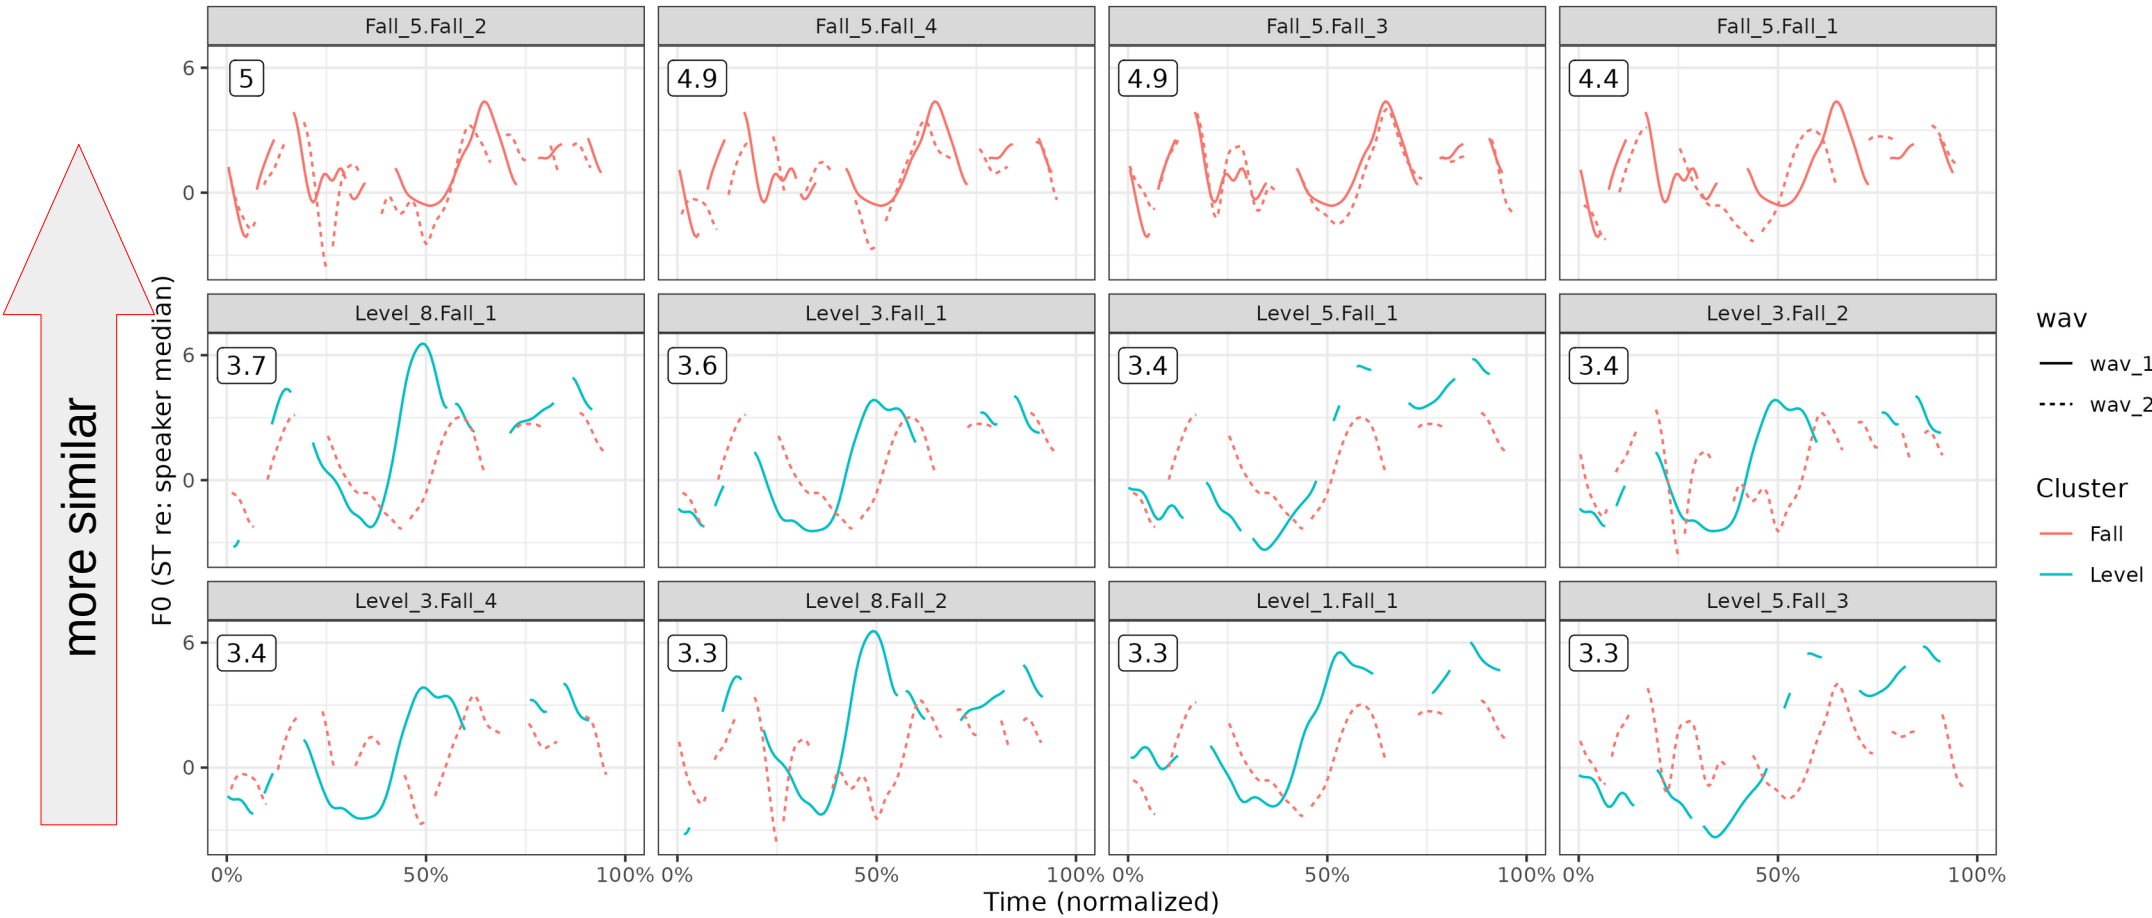 Fall_5.Fall_2
Fall_5.Fall_4
Fall_5.Fall_3
Fall_5.Fall_1
6
0
5
4.9
4.9
4.4
Level_8.Fall_1
Level_3.Fall_1
Level_5.Fall_1
Level_3.Fall_2
6
0
3.7
3.6
3.4
3.4
Level_3.Fall_4
Level_8.Fall_2
Level_1.Fall_1
Level_5.Fall_3
6
0
3.4
3.3
3.3
3.3
0% 50% 100%
0% 50% 100%
0% 50% 100%
0% 50% 100%
Time (normalized)
F0 (ST re: speaker median)
more similar
wav
wav_1
wav_2
Cluster
Fall
Level